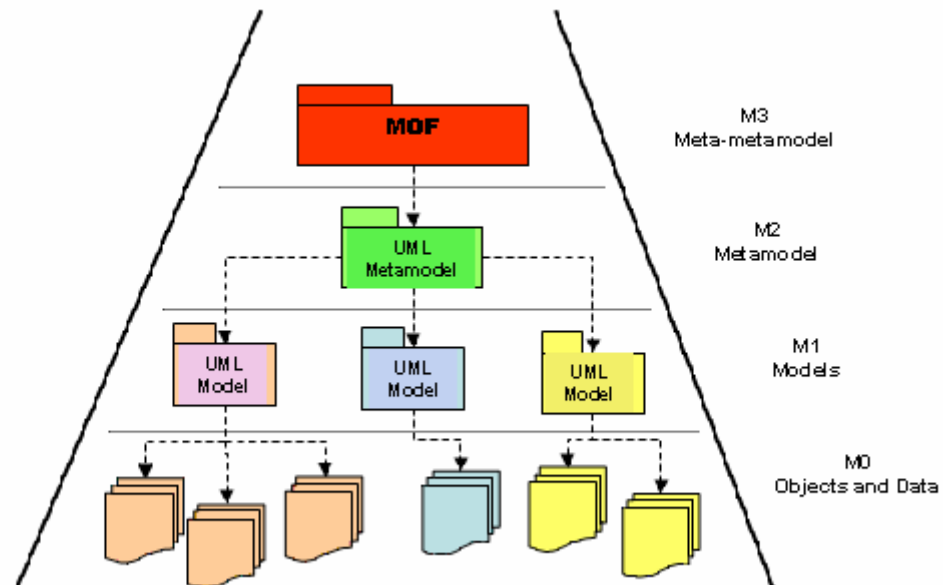 MOF
M3
Meta-metamodel
UML
Metamodel
M2
Metamodel
UML
Model
UML
Model
UML
Model
M1
Models
M0
Objects and Data